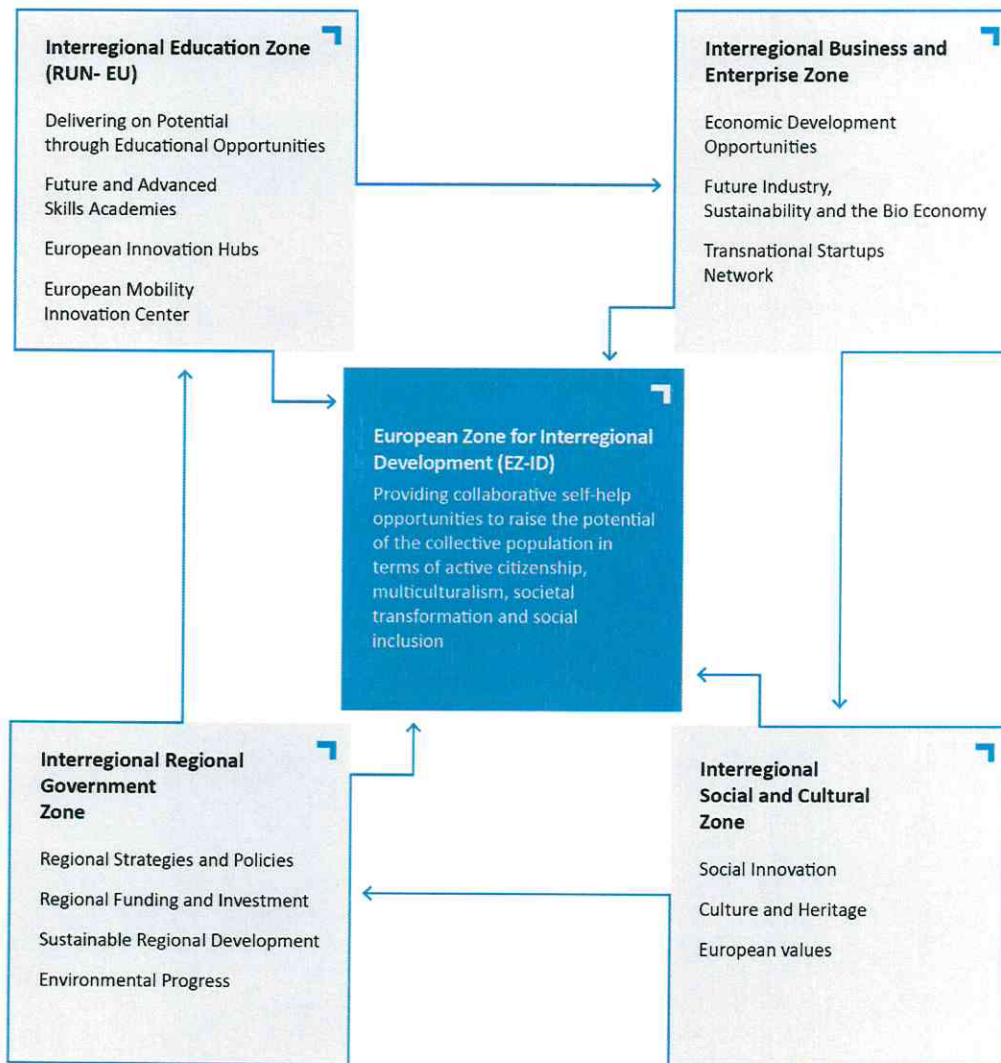 Interregional Education Zone
(RUN- EU)
Delivering on Potential
through Educational Opportunities
Future and Advanced
Skills Academies
European Innovation Hubs
European Mobility
Innovation Center
Interregional Business and
Enterprise Zone
Economic Development
Opportunities
Future Industry,
Sustainability and the Bio Economy
Transnational Startups
Network
European Zone for Interregional
Development (EZ-ID)
Providing collaborative self-help
opportunities to raise the potential
of the collective population in
terms of active citizenship,
multiculturalism, societal
transformation and social
inclusion
Interregional Regional
Government
Zone
Regional Strategies and Policies
Regional Funding and Investment
Sustainable Regional Development
Environmental Progress
Interregional
Social and Cultural
Zone
Social Innovation
Culture and Heritage
European values